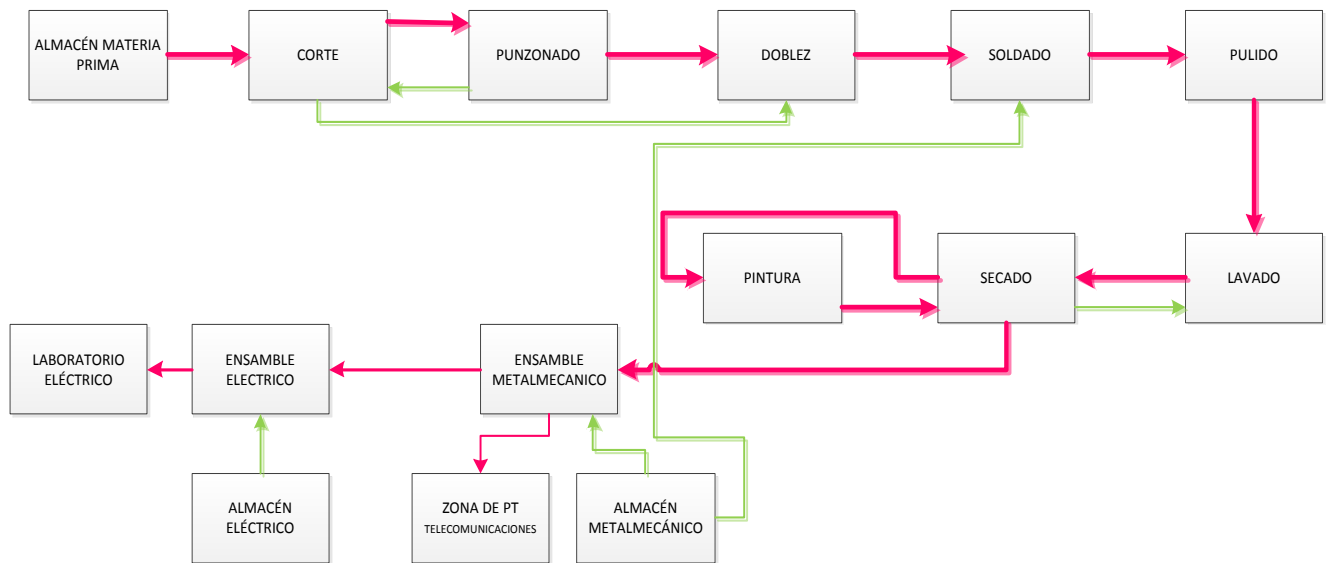 ALMACÉN MATERIA
PRIMA
CORTE
PUNZONADO
DOBLEZ
SOLDADO
PULIDO
PINTURA
SECADO
LAVADO
LABORATORIO
ELÉCTRICO
ENSAMBLE
ELECTRICO
ENSAMBLE
METALMECANICO
ALMACÉN
ELÉCTRICO
ZONA DE PT
TELECOMUNICACIONES
ALMACÉN
METALMECÁNICO